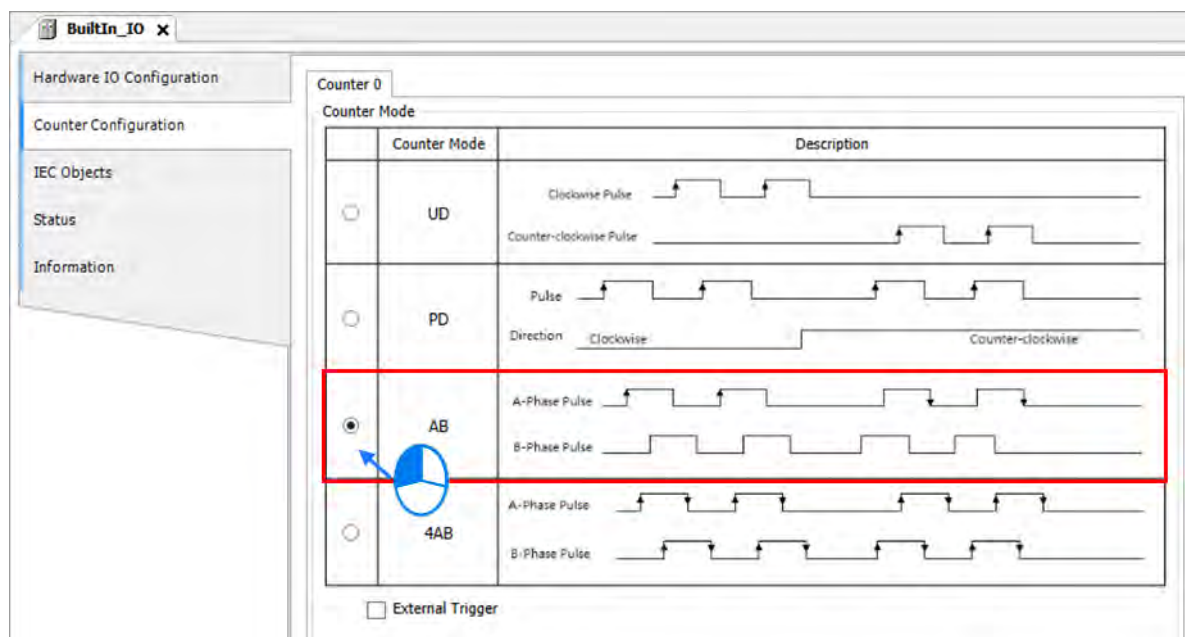 BuiltIn_IO
Hardware IO Configuration
Counter Configuration
IEC Objects
Status
Information
Counter 0
Counter Mode
Counter Mode Description
UD
Clockwise Pulse
Counter-clockwise Pulse
PD
Pulse
Direction Clockwise Counter-clockwise
AB
A-Phase Pulse
B-Phase Pulse
4AB
A-Phase Pulse
B-Phase Pulse
External Trigger